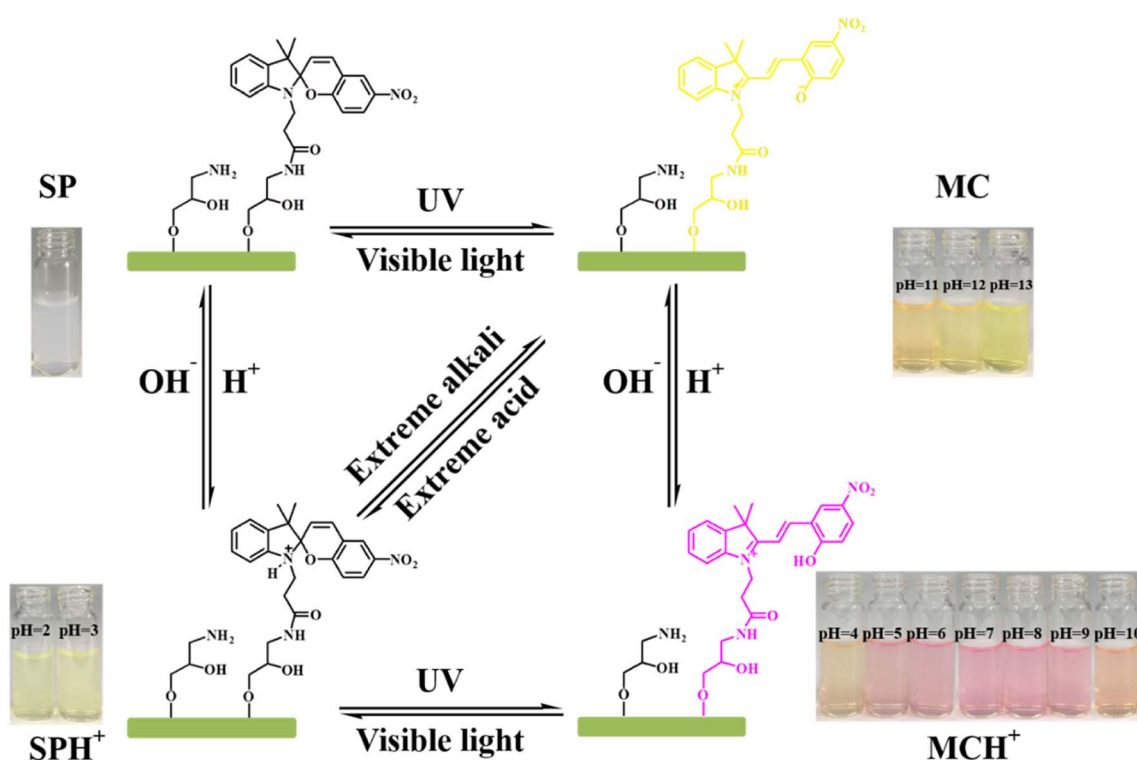 NO₂
N
O
O
NH
NH₂
OH
OH
O
O
SP
UV
Visible light
NO₂
N⁺
O⁻
O
NH
NH₂
OH
OH
O
O
MC
pH=11 pH=12 pH=13
OH⁻ H⁺
Extreme alkali
Extreme acid
OH⁻ H⁺
NO₂
N⁺
H
O
O
NH
NH₂
OH
OH
O
O
pH=2 pH=3
SPH⁺
UV
Visible light
NO₂
N⁺
HO
O
NH
NH₂
OH
OH
O
O
pH=4 pH=5 pH=6 pH=7 pH=8 pH=9 pH=10
MCH⁺